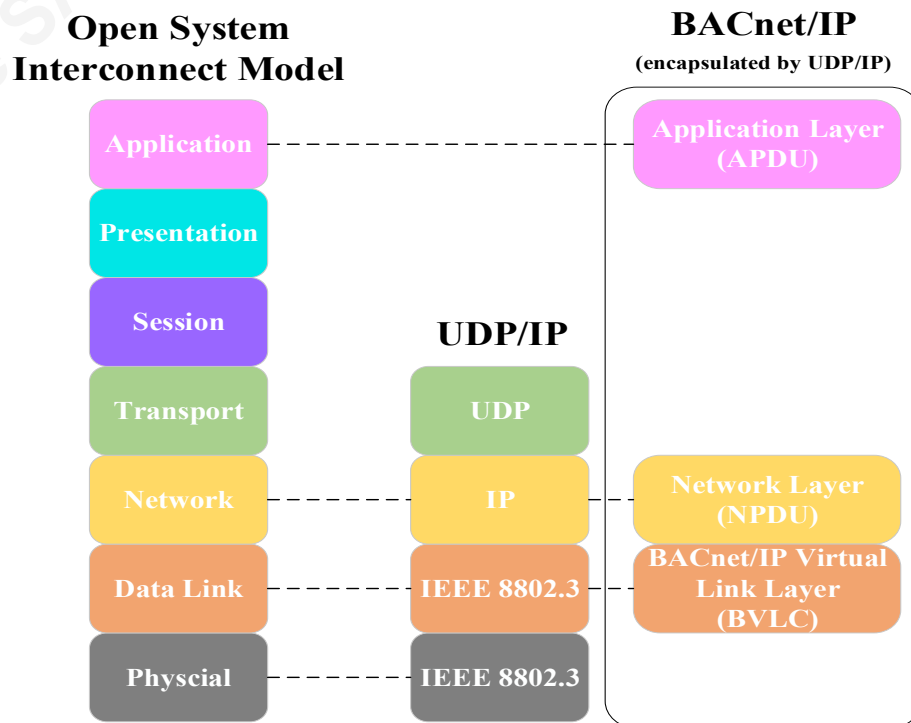 Open System
Interconnect Model
BACnet/IP
(encapsulated by UDP/IP)
Application
Application Layer
(APDU)
Presentation
Session
UDP/IP
Transport
UDP
Network
IP
Network Layer
(NPDU)
Data Link
IEEE 8802.3
BACnet/IP Virtual
Link Layer
(BVLC)
Physcial
IEEE 8802.3